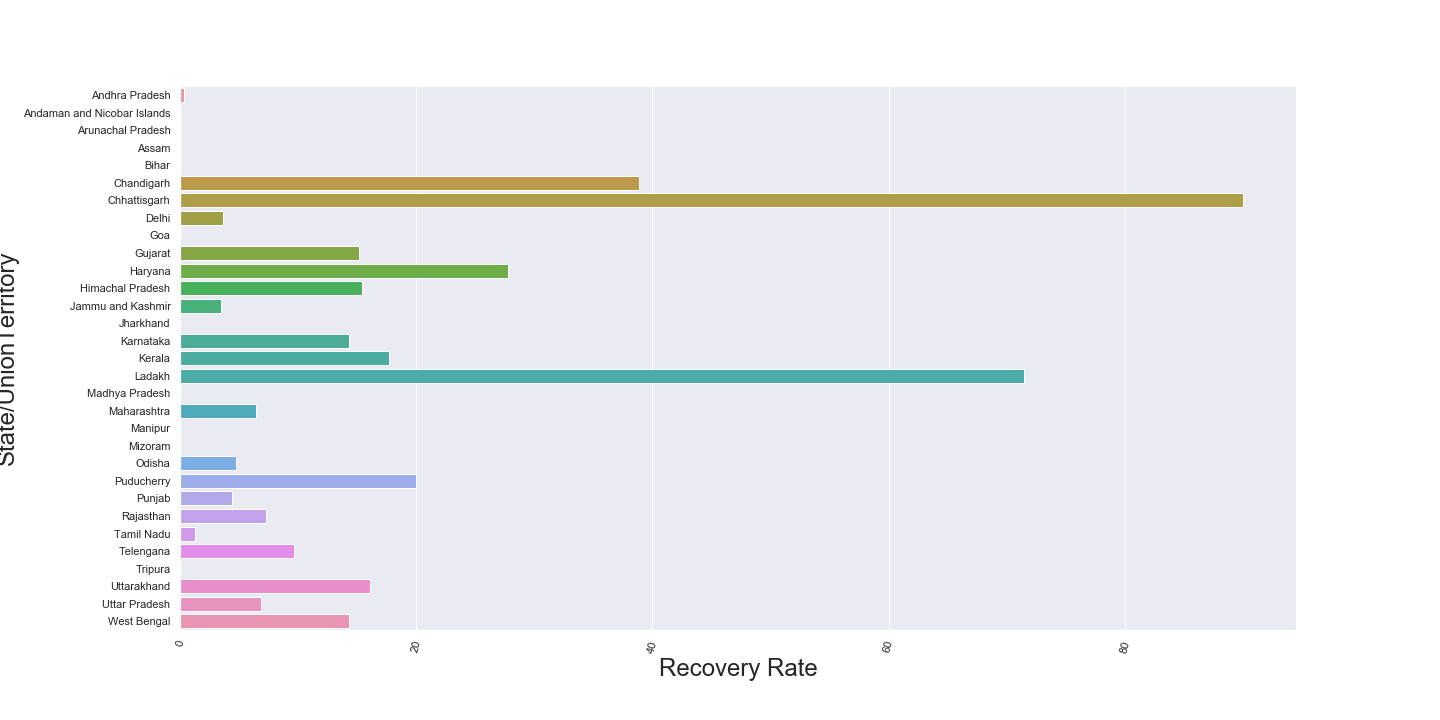 Andhra Pradesh
Andaman and Nicobar Islands
Arunachal Pradesh
Assam
Bihar
Chandigarh
Chhattisgarh
Delhi
Goa
Gujarat
Haryana
Himachal Pradesh
Jammu and Kashmir
Jharkhand
Karnataka
Kerala
Ladakh
Madhya Pradesh
Maharashtra
Manipur
Mizoram
Odisha
Puducherry
Punjab
Rajasthan
Tamil Nadu
Telengana
Tripura
Uttarakhand
Uttar Pradesh
West Bengal
State/UnionTerritory
0 20 40 60 80
Recovery Rate